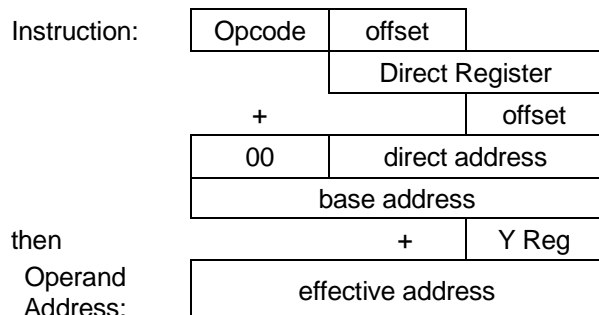 Instruction: Opcode offset
Direct Register
+ offset
00 direct address
base address
then + Y Reg
Operand
Address: effective address